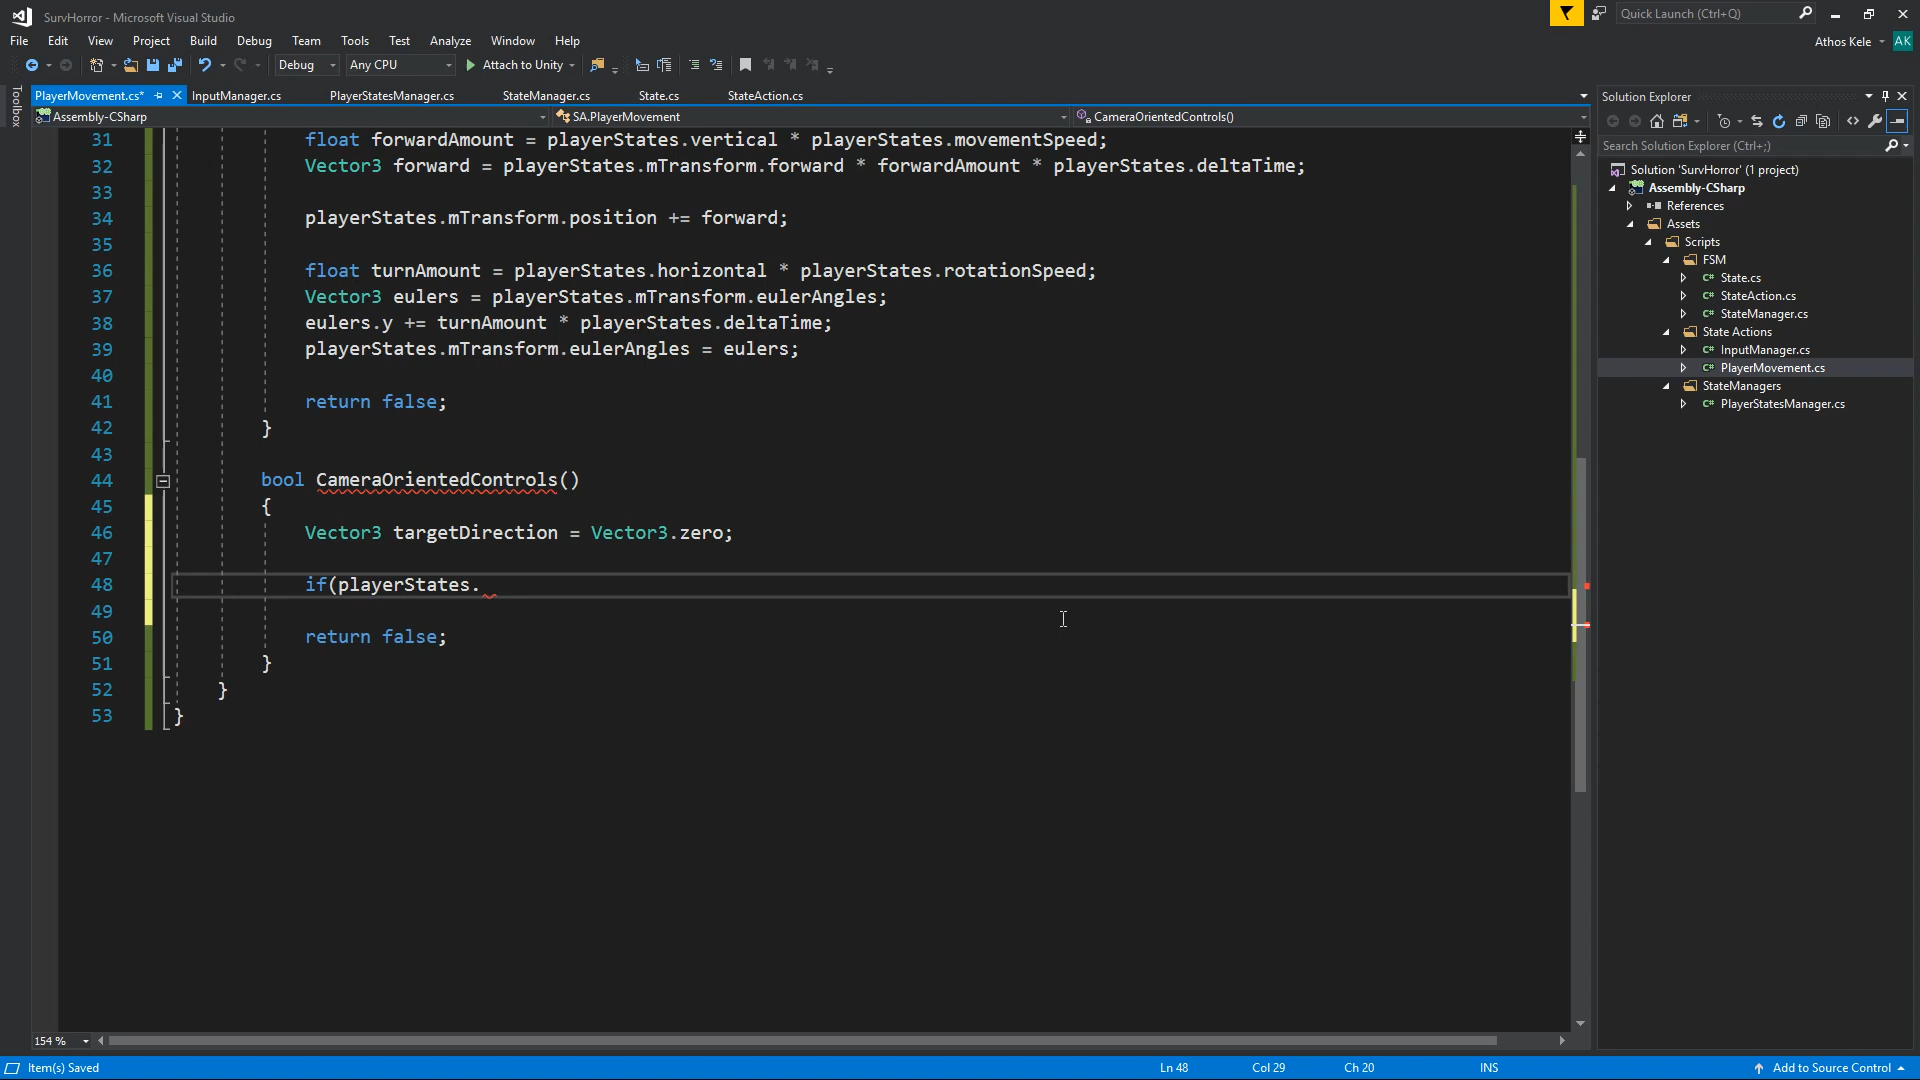 SurvHorror - Microsoft Visual Studio
Quick Launch (Ctrl+Q)
File Edit View Project Build Debug Team Tools Test Analyze Window Help
Athos Kele AK
Debug Any CPU Attach to Unity
Toolbox
PlayerMovement.cs* InputManager.cs PlayerStatesManager.cs StateManager.cs State.cs StateAction.cs
Assembly-CSharp SA.PlayerMovement CameraOrientedControls()
31 float forwardAmount = playerStates.vertical * playerStates.movementSpeed;
32 Vector3 forward = playerStates.mTransform.forward * forwardAmount * playerStates.deltaTime;
33
34 playerStates.mTransform.position += forward;
35
36 float turnAmount = playerStates.horizontal * playerStates.rotationSpeed;
37 Vector3 eulers = playerStates.mTransform.eulerAngles;
38 eulers.y += turnAmount * playerStates.deltaTime;
39 playerStates.mTransform.eulerAngles = eulers;
40
41 return false;
42 }
43
44 bool CameraOrientedControls()
45 {
46 Vector3 targetDirection = Vector3.zero;
47
48 if(playerStates.
49
50 return false;
51 }
52 }
53 }
154 %
Solution Explorer
Search Solution Explorer (Ctrl+;)
Solution 'SurvHorror' (1 project)
Assembly-CSharp
References
Assets
Scripts
FSM
C# State.cs
C# StateAction.cs
C# StateManager.cs
State Actions
C# InputManager.cs
C# PlayerMovement.cs
StateManagers
C# PlayerStatesManager.cs
Item(s) Saved Ln 48 Col 29 Ch 20 INS Add to Source Control